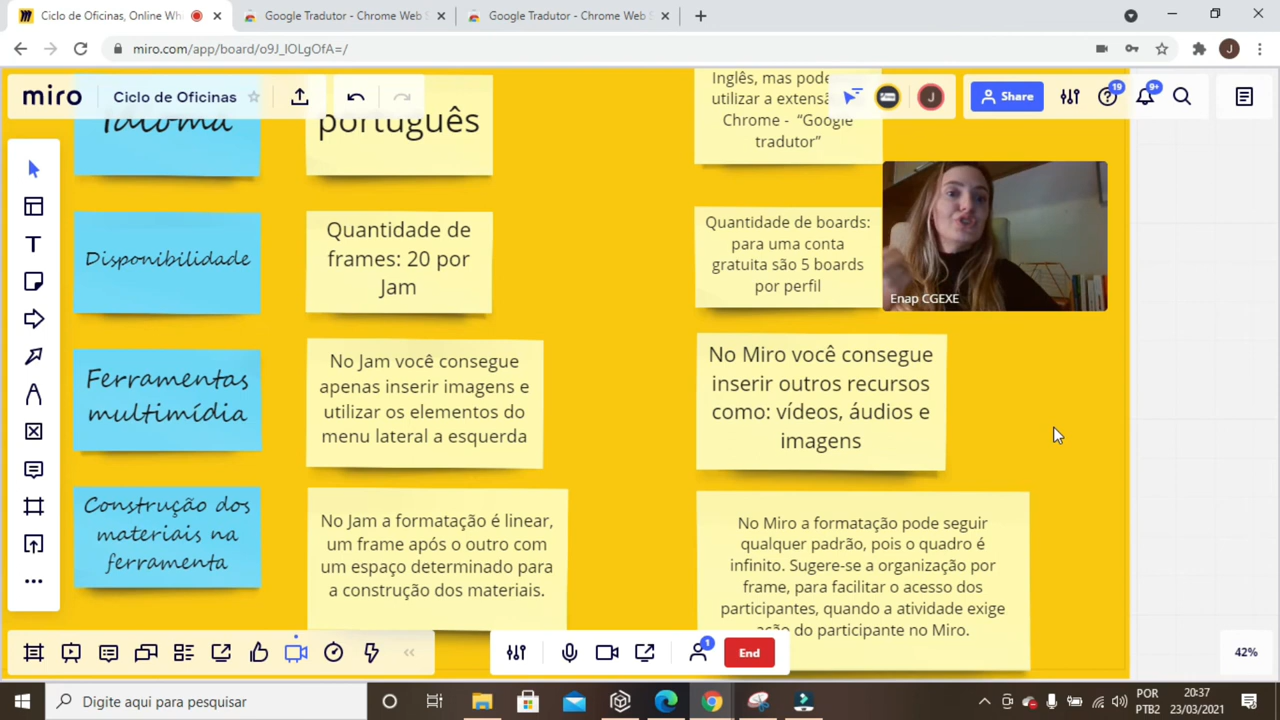 Ciclo de Oficinas, Online Wh
Google Tradutor - Chrome Web S
Google Tradutor - Chrome Web S
miro.com/app/board/o9J_lOLgOfA=/
J
miro
Ciclo de Oficinas
J
Share
19
9+
Idioma
português
Inglês, mas pode
utilizar a extensã
Chrome - “Google
tradutor”
Disponibilidade
Quantidade de
frames: 20 por
Jam
Quantidade de boards:
para uma conta
gratuita são 5 boards
por perfil
Enap CGEXE
Ferramentas
multimídia
No Jam você consegue
apenas inserir imagens e
utilizar os elementos do
menu lateral a esquerda
No Miro você consegue
inserir outros recursos
como: vídeos, áudios e
imagens
Construção dos
materiais na
ferramenta
No Jam a formatação é linear,
um frame após o outro com
um espaço determinado para
a construção dos materiais.
No Miro a formatação pode seguir
qualquer padrão, pois o quadro é
infinito. Sugere-se a organização por
frame, para facilitar o acesso dos
participantes, quando a atividade exige
ação do participante no Miro.
1
End
42%
Digite aqui para pesquisar
POR
PTB2
20:37
23/03/2021